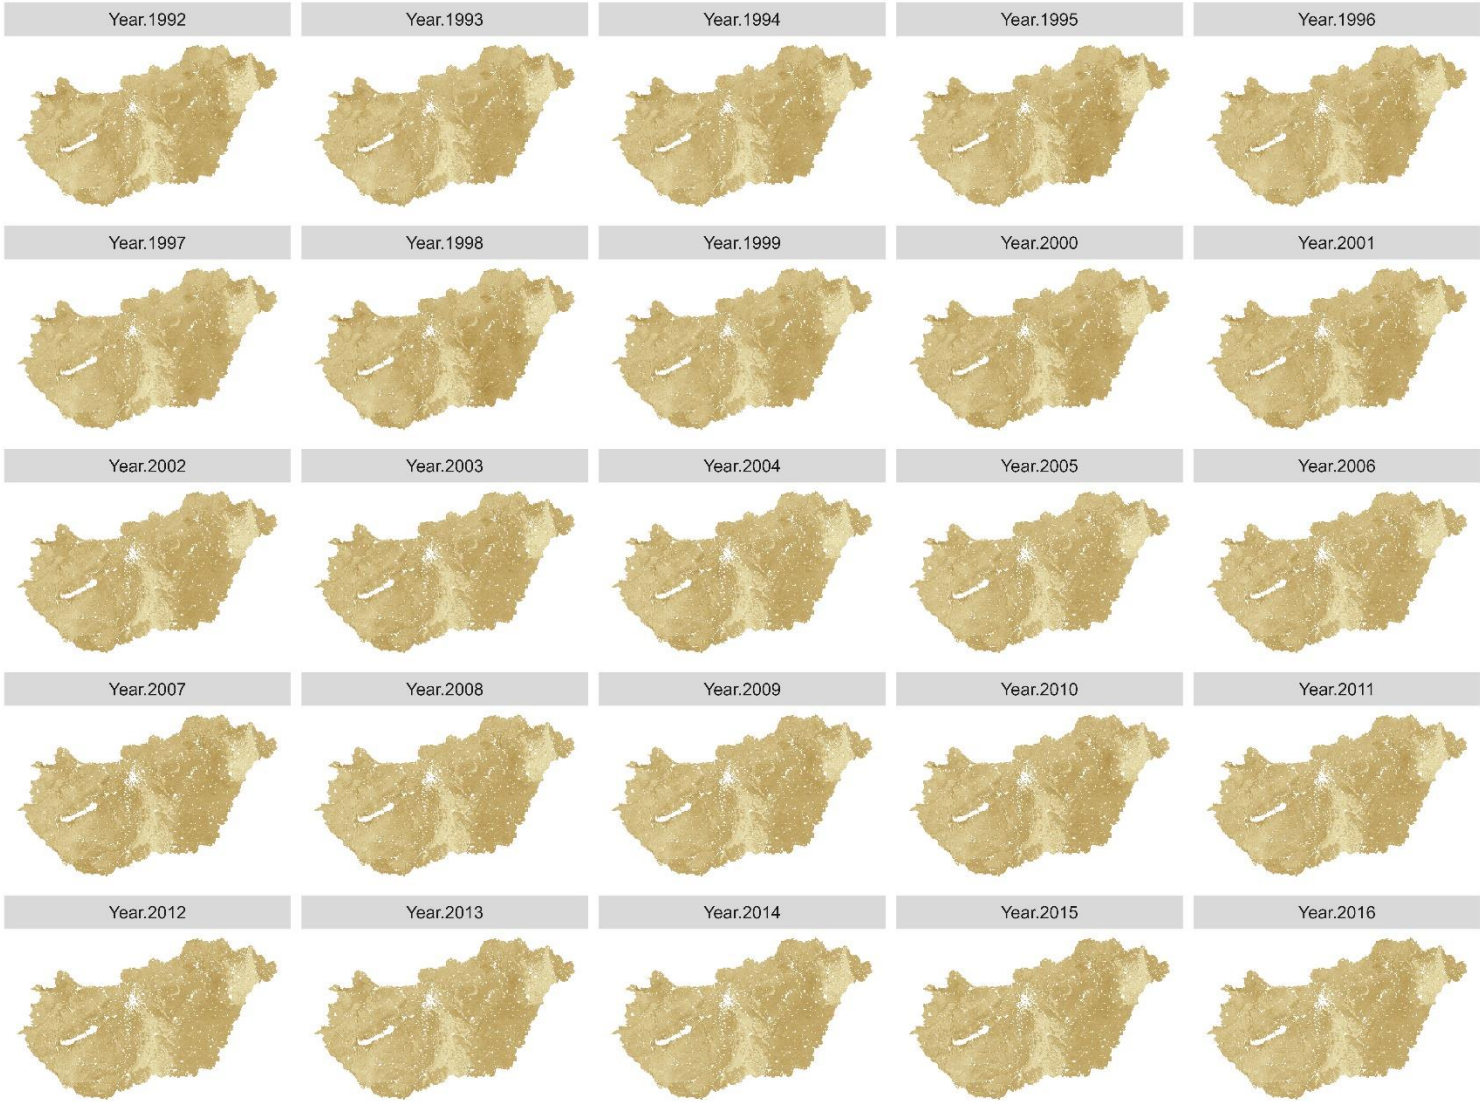 Year.1992 Year.1993 Year.1994 Year.1995 Year.1996
Year.1997 Year.1998 Year.1999 Year.2000 Year.2001
Year.2002 Year.2003 Year.2004 Year.2005 Year.2006
Year.2007 Year.2008 Year.2009 Year.2010 Year.2011
Year.2012 Year.2013 Year.2014 Year.2015 Year.2016